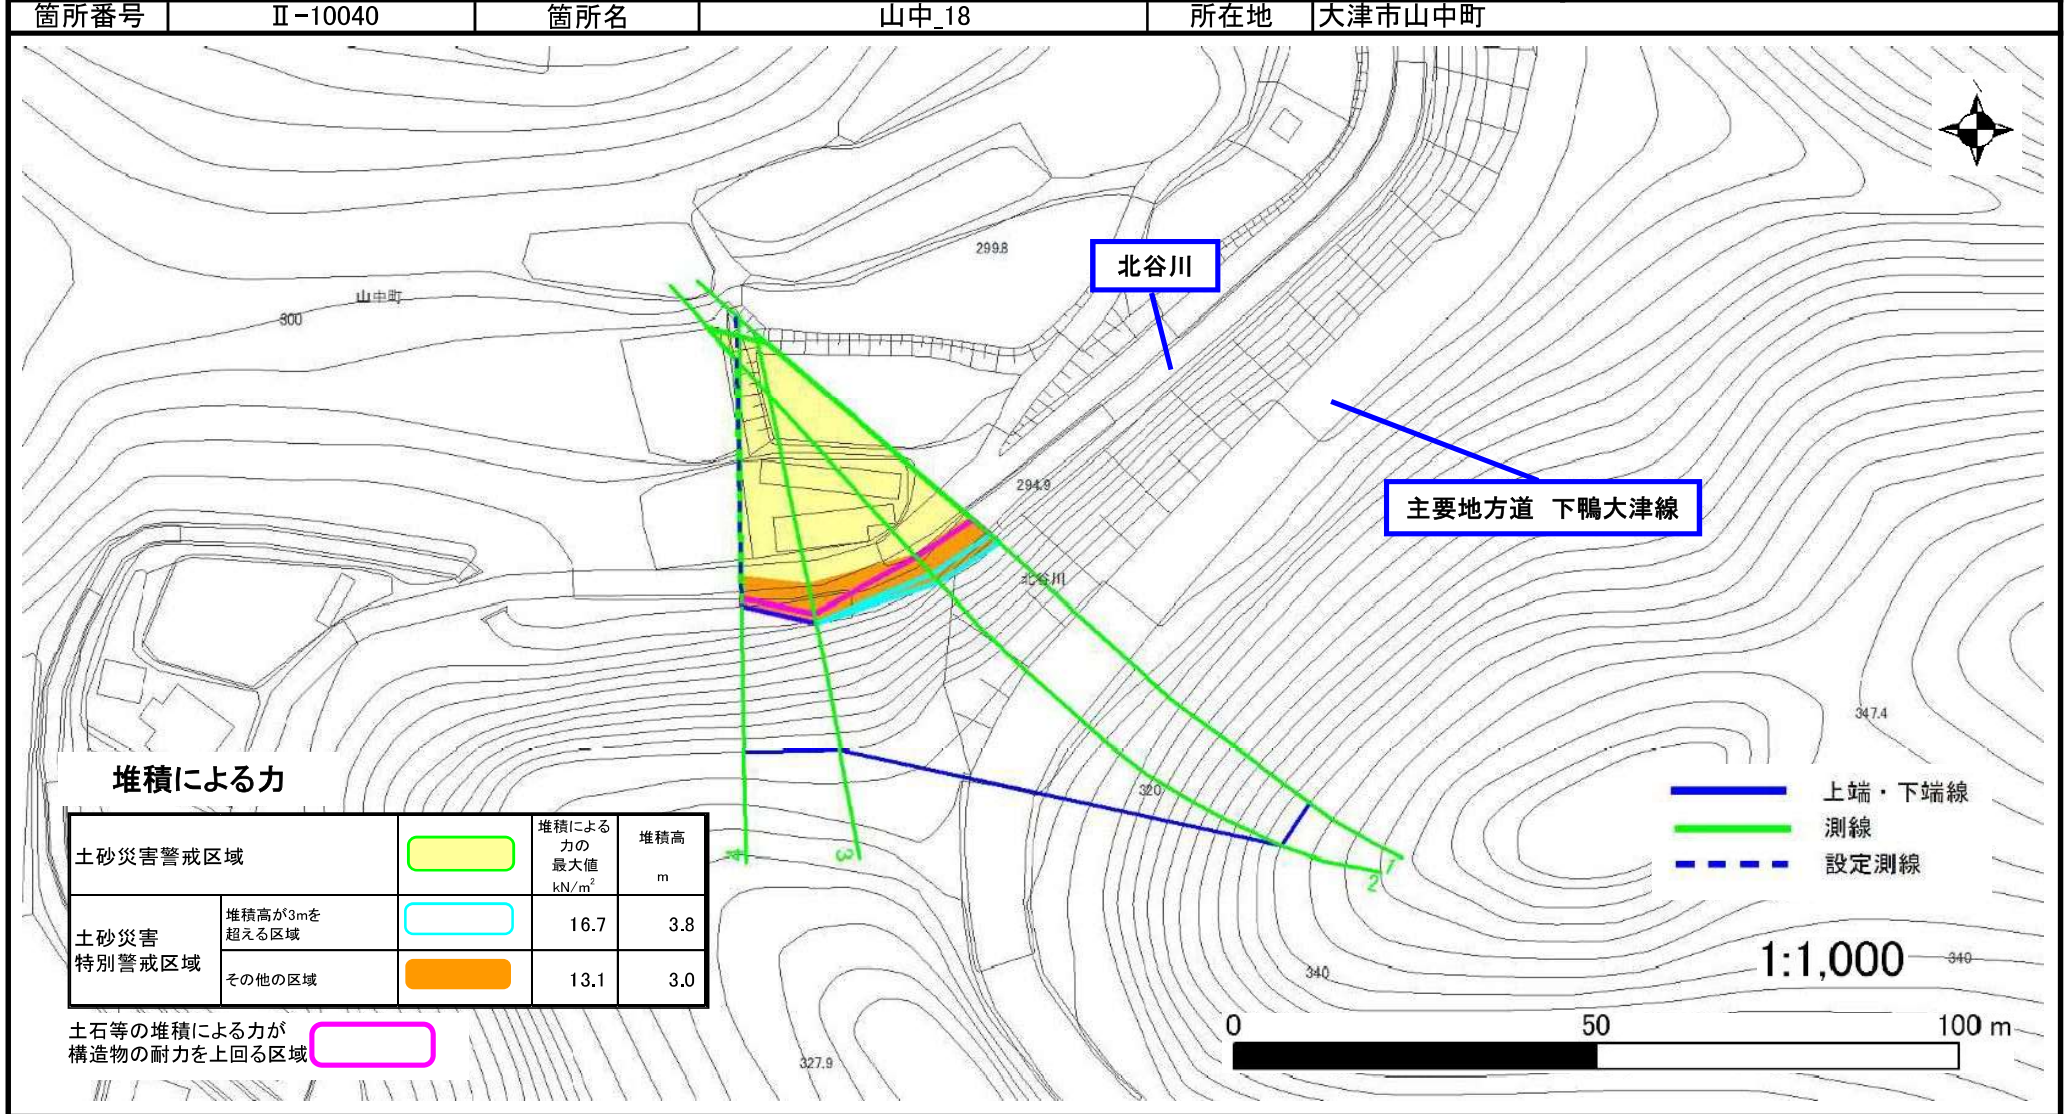 箇所番号 Ⅱ-10040 箇所名 山中_18 所在地 大津市山中町
299.8
北谷川
山中町
300
294.9
主要地方道 下鴨大津線
北谷川
347.4
320
堆積による力
上端・下端線
測線
設定測線
土砂災害警戒区域
堆積による
力の
最大値
kN/m²
堆積高
m
土砂災害
特別警戒区域
堆積高が3mを
超える区域
16.7 3.8
その他の区域
13.1 3.0
4
3
1
2
土石等の堆積による力が
構造物の耐力を上回る区域
327.9
340
1:1,000
340
0 50 100 m